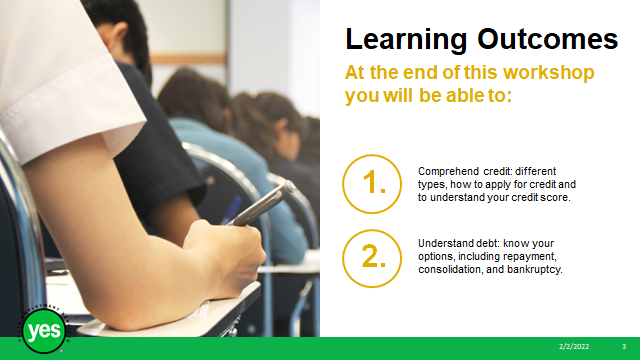 Learning Outcomes
At the end of this workshop
you will be able to:
1.
Comprehend credit: different
types, how to apply for credit and
to understand your credit score.
2.
Understand debt: know your
options, including repayment,
consolidation, and bankruptcy.
yes
2/2/2022
3